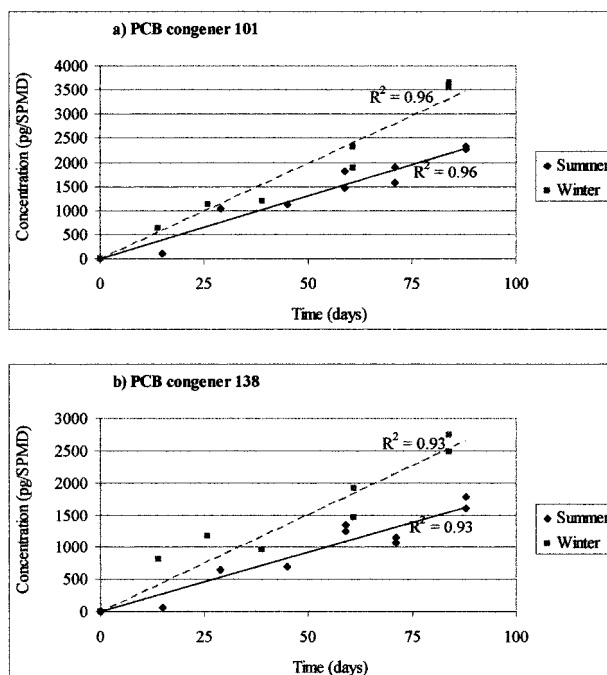 a) PCB congener 101
Concentration (pg/SPMD)
4000
3500
3000
2500
2000
1500
1000
500
0
R² = 0.96
R² = 0.96
0 25 50 75 100
Time (days)
Summer
Winter
b) PCB congener 138
Concentration (pg/SPMD)
3000
2500
2000
1500
1000
500
0
R² = 0.93
R² = 0.93
0 25 50 75 100
Time (days)
Summer
Winter